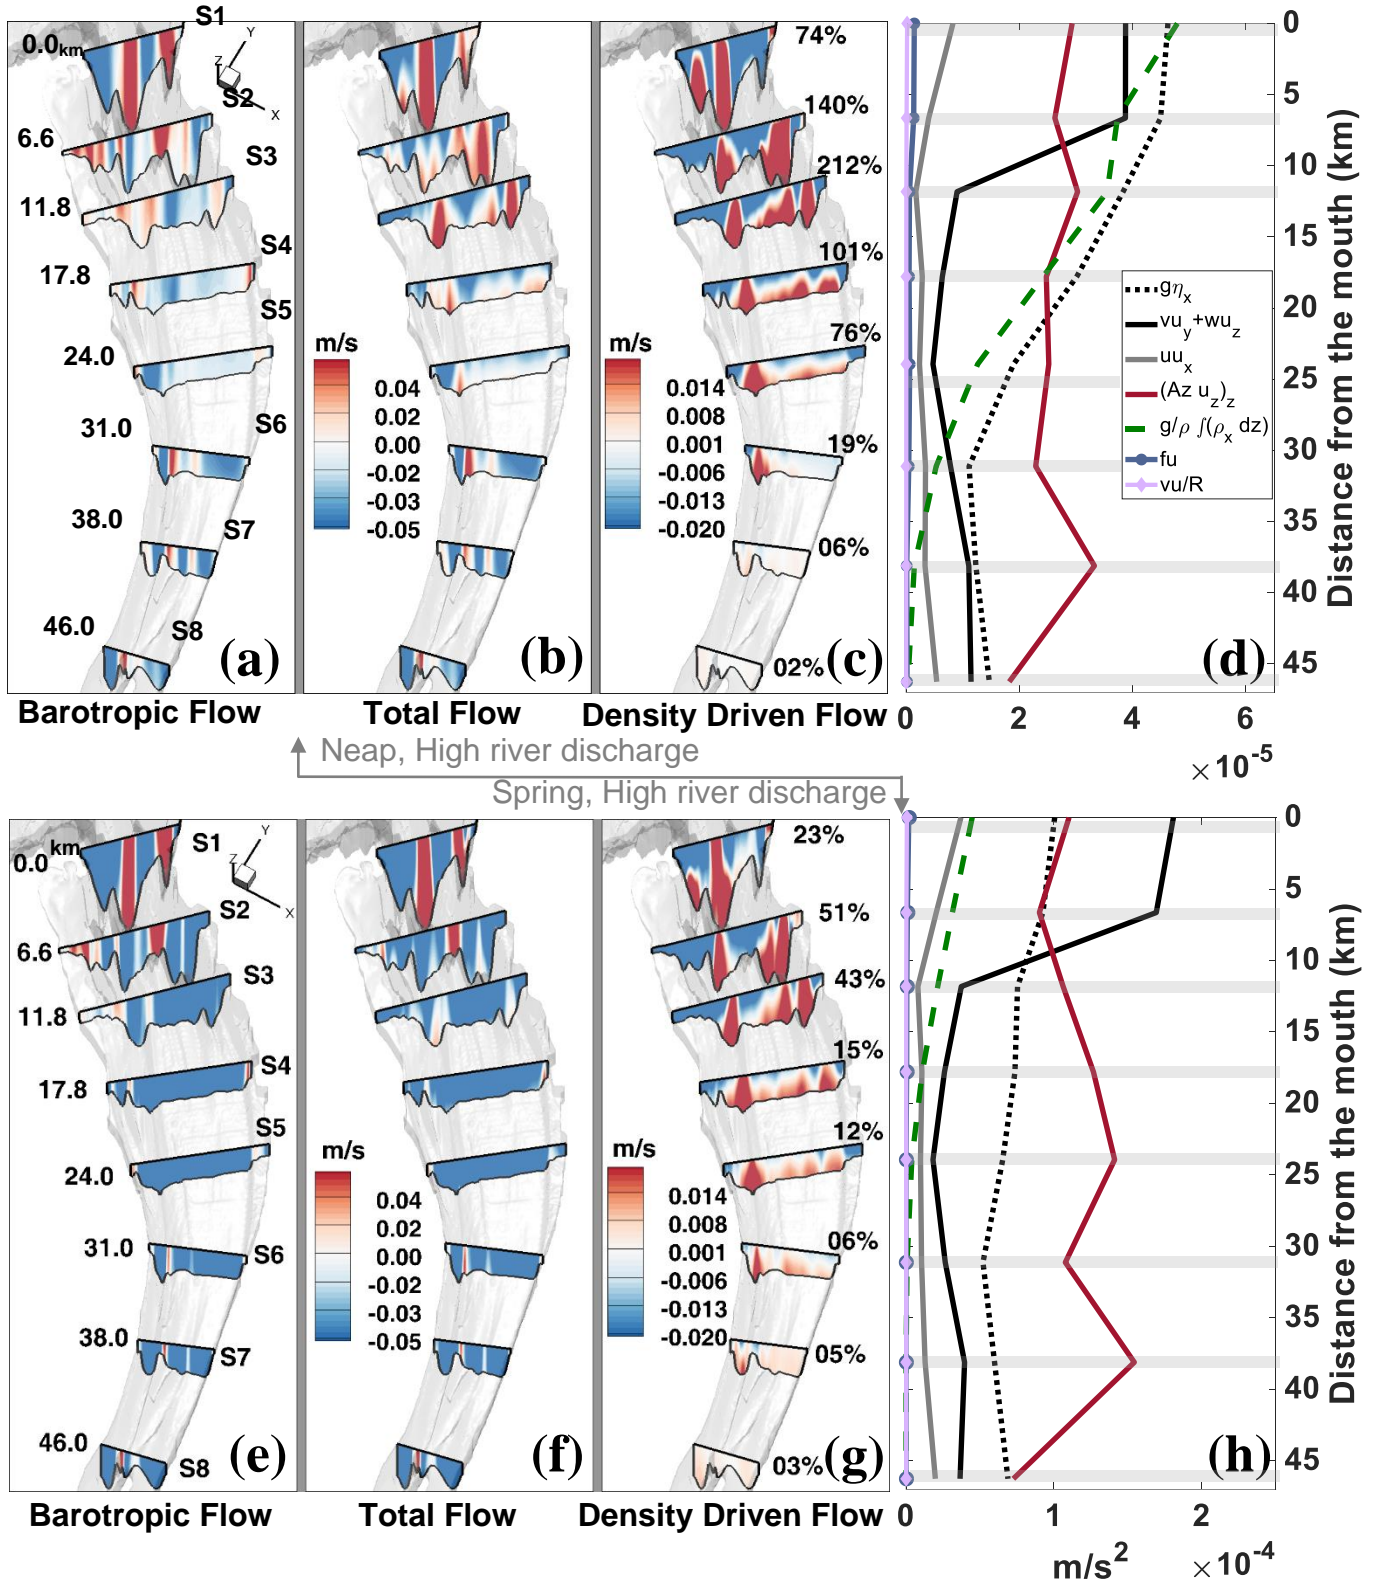 S1
0.0km
Y
Z
X
S2
6.6
S3
11.8
S4
17.8
S5
24.0
m/s
0.04
0.02
0.00
-0.02
-0.03
-0.05
S6
31.0
S7
38.0
S8
46.0
(a)
Barotropic Flow
(b)
Total Flow
74%
140%
212%
101%
76%
m/s
0.014
0.008
0.001
-0.006
-0.013
-0.020
19%
06%
02%
(c)
Density Driven Flow
0
5
10
15
20
25
30
35
40
45
Distance from the mouth (km)
gηx
vuy+wuz
uux
(Az uz)z
g/ρ ∫(ρx dz)
fu
vu/R
(d)
0 2 4 6
×10-5
Neap, High river discharge
Spring, High river discharge
0.0 km
Y
Z
X
S1
S2
6.6
S3
11.8
S4
17.8
S5
24.0
m/s
0.04
0.02
0.00
-0.02
-0.03
-0.05
31.0
S6
38.0
S7
46.0
S8
(e)
Barotropic Flow
(f)
Total Flow
23%
51%
43%
15%
12%
m/s
0.014
0.008
0.001
-0.006
-0.013
-0.020
06%
05%
03%
(g)
Density Driven Flow
0
5
10
15
20
25
30
35
40
45
Distance from the mouth (km)
(h)
0 1 2
m/s2 ×10-4